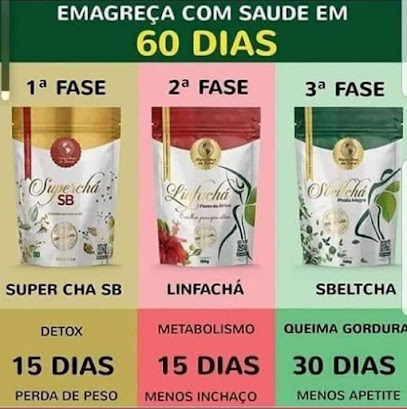 EMAGREÇA COM SAUDE EM
60 DIAS
1ª FASE
2ª FASE
3ª FASE
Superchá
SB
Linfachá
Sbeltchá
SUPER CHA SB
LINFACHÁ
SBELTCHA
DETOX
METABOLISMO
QUEIMA GORDURA
15 DIAS
15 DIAS
30 DIAS
PERDA DE PESO
MENOS INCHAÇO
MENOS APETITE